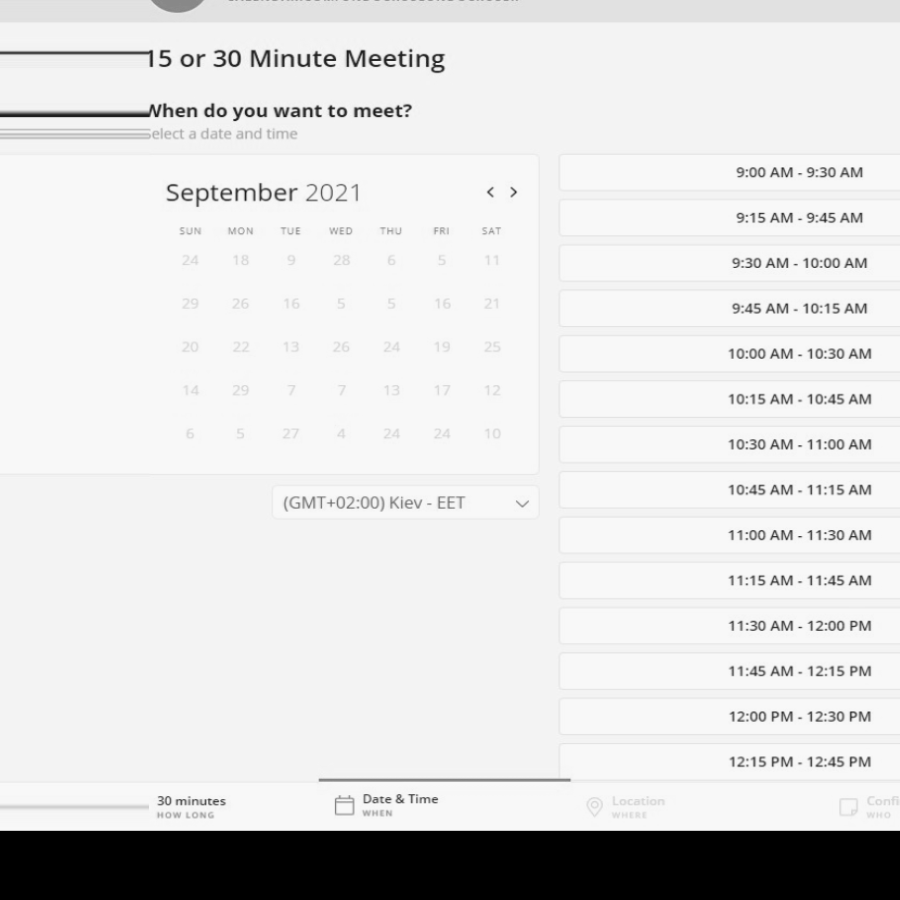 15 or 30 Minute Meeting
When do you want to meet?
Select a date and time
September 2021
SUN MON TUE WED THU FRI SAT
24 18 9 28 6 5 11
29 26 16 5 5 16 21
20 22 13 26 24 19 25
14 29 7 7 13 17 12
6 5 27 4 24 24 10
(GMT+02:00) Kiev - EET
9:00 AM - 9:30 AM
9:15 AM - 9:45 AM
9:30 AM - 10:00 AM
9:45 AM - 10:15 AM
10:00 AM - 10:30 AM
10:15 AM - 10:45 AM
10:30 AM - 11:00 AM
10:45 AM - 11:15 AM
11:00 AM - 11:30 AM
11:15 AM - 11:45 AM
11:30 AM - 12:00 PM
11:45 AM - 12:15 PM
12:00 PM - 12:30 PM
12:15 PM - 12:45 PM
30 minutes
HOW LONG
Date & Time
WHEN
Location
WHERE
Confi
WHO